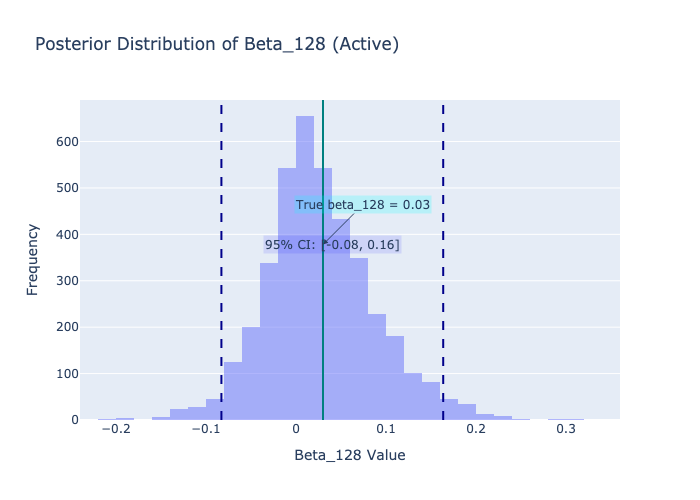 Posterior Distribution of Beta_128 (Active)
600
500
400
300
200
100
0
Frequency
True beta_128 = 0.03
95% CI: [-0.08, 0.16]
−0.2
−0.1
0
0.1
0.2
0.3
Beta_128 Value